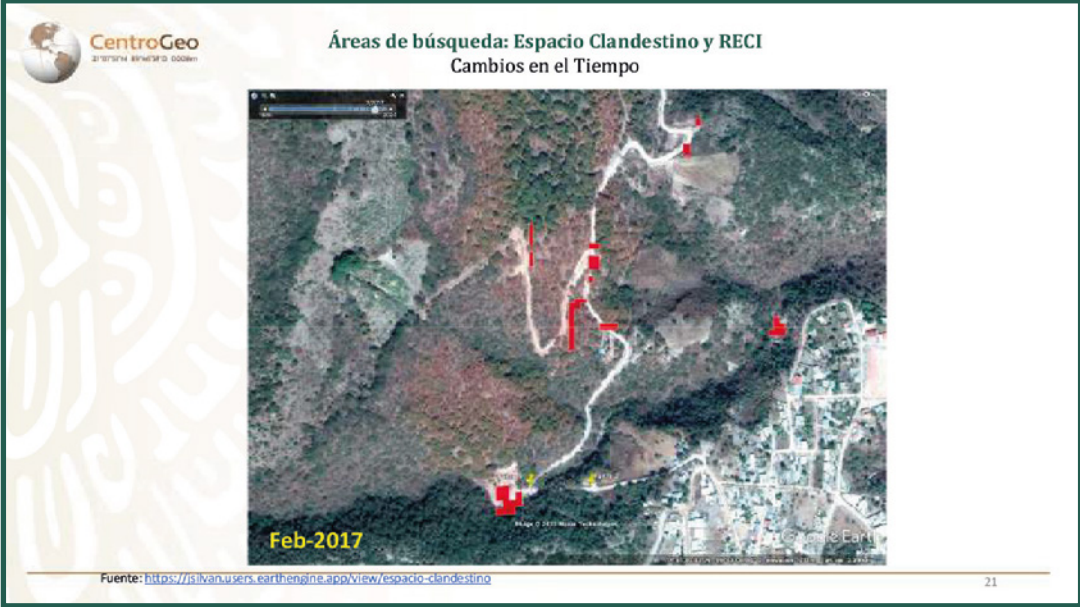 CentroGeo
Áreas de búsqueda: Espacio Clandestino y RECI
Cambios en el Tiempo
Feb-2017
Google Earth
Fuente: https://jsilvan.users.earthengine.app/view/espacio-clandestino
21